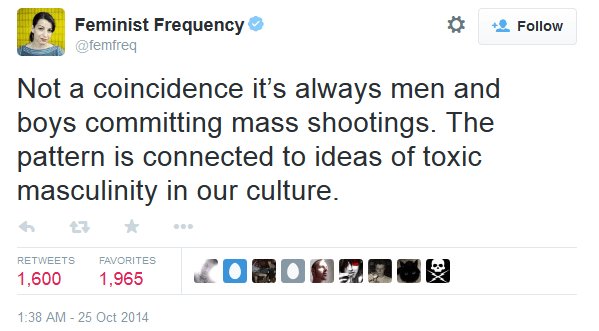 Feminist Frequency
Follow
@femfreq
Not a coincidence it's always men and
boys committing mass shootings. The
pattern is connected to ideas of toxic
masculinity in our culture.
RETWEETS FAVORITES
1,600 1,965
1:38 AM - 25 Oct 2014